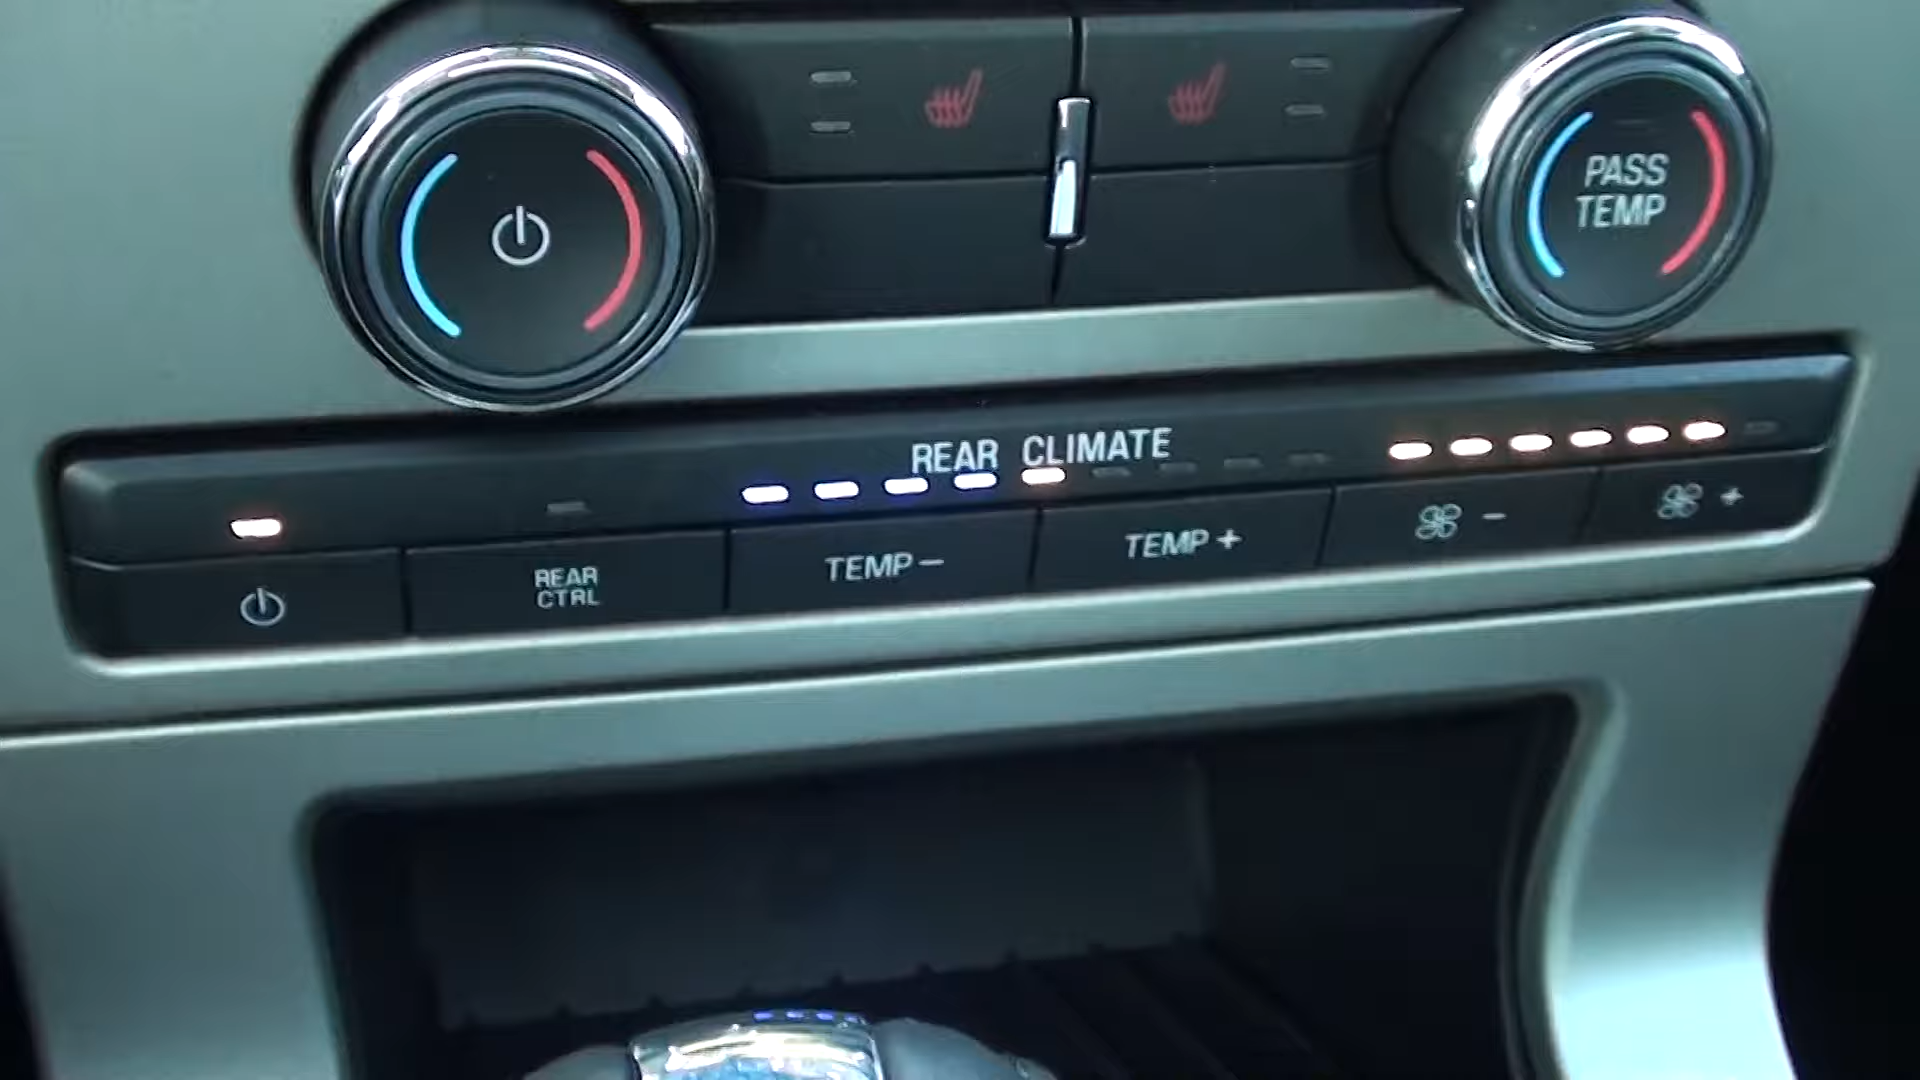 PASS
TEMP
REAR CLIMATE
REAR
CTRL
TEMP −
TEMP +
−
+